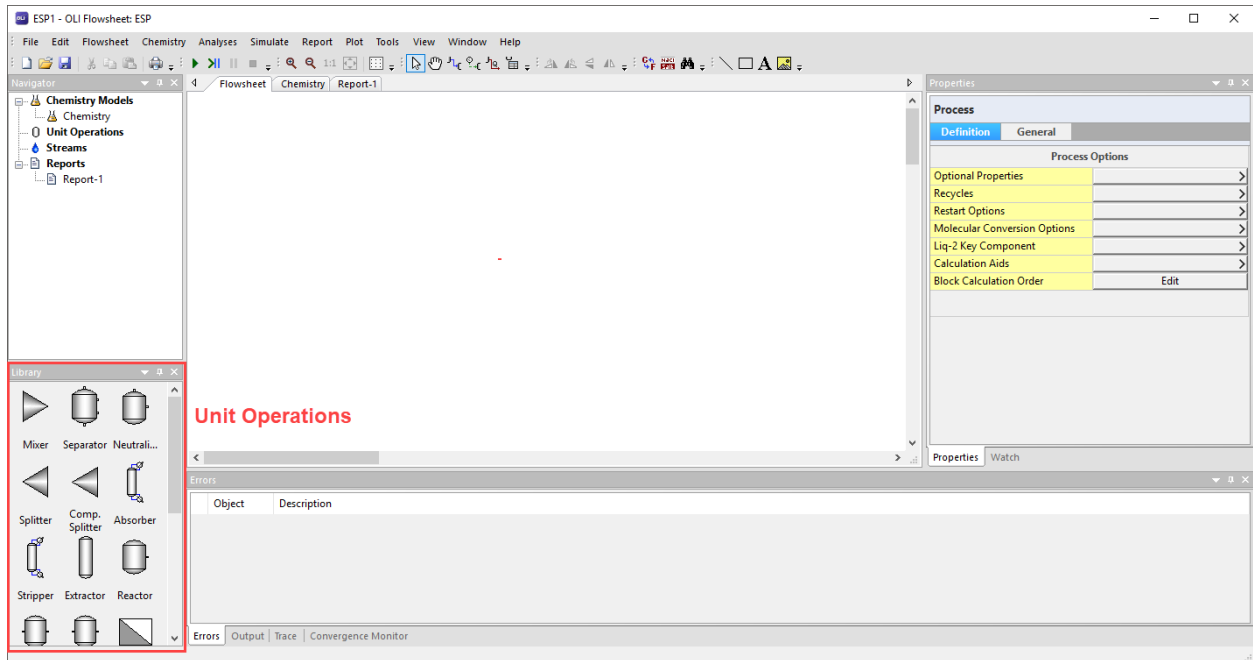 ESP1 - OLI Flowsheet: ESP
File Edit Flowsheet Chemistry Analyses Simulate Report Plot Tools View Window Help
1:1
Navigator
Chemistry Models
Chemistry
Unit Operations
Streams
Reports
Report-1
Flowsheet Chemistry Report-1
Unit Operations
Properties
Process
Definition General
Process Options
Optional Properties
Recycles
Restart Options
Molecular Conversion Options
Liq-2 Key Component
Calculation Aids
Block Calculation Order Edit
Properties Watch
Library
Mixer Separator Neutrali...
Splitter Comp. Splitter Absorber
Stripper Extractor Reactor
Errors
Object Description
Errors Output Trace Convergence Monitor